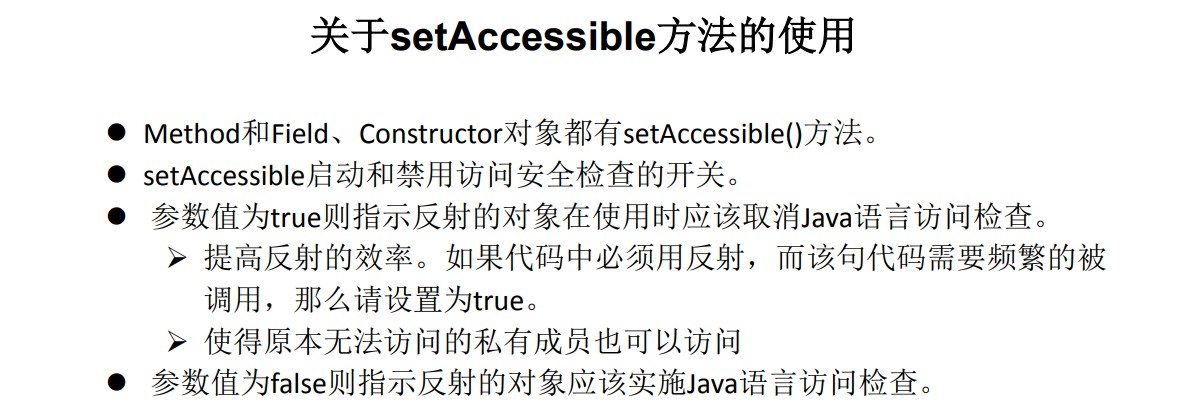 关于setAccessible方法的使用
● Method和Field、Constructor对象都有setAccessible()方法。
● setAccessible启动和禁用访问安全检查的开关。
● 参数值为true则指示反射的对象在使用时应该取消Java语言访问检查。
➢ 提高反射的效率。如果代码中必须用反射，而该句代码需要频繁的被
调用，那么请设置为true。
➢ 使得原本无法访问的私有成员也可以访问
● 参数值为false则指示反射的对象应该实施Java语言访问检查。